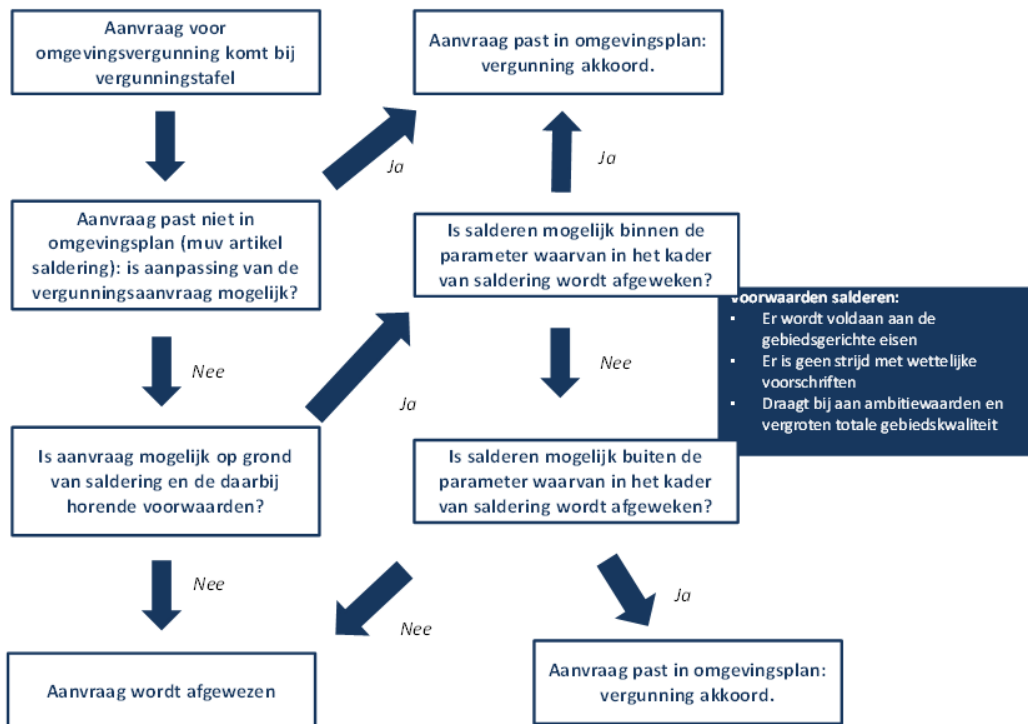 Aanvraag voor
omgevingsvergunning komt bij
vergunningstafel
Aanvraag past in omgevingsplan:
vergunning akkoord.
Ja
Ja
Aanvraag past niet in
omgevingsplan (muv artikel
saldering): is aanpassing van de
vergunningsaanvraag mogelijk?
Is salderen mogelijk binnen de
parameter waarvan in het kader
van saldering wordt afgeweken?
Voorwaarden salderen:
▪ Er wordt voldaan aan de
gebiedsgerichte eisen
▪ Er is geen strijd met wettelijke
voorschriften
▪ Draagt bij aan ambitiewaarden en
vergroten totale gebiedskwaliteit
Nee
Ja
Nee
Is aanvraag mogelijk op grond
van saldering en de daarbij
horende voorwaarden?
Is salderen mogelijk buiten de
parameter waarvan in het kader
van saldering wordt afgeweken?
Nee
Nee
Ja
Aanvraag wordt afgewezen
Aanvraag past in omgevingsplan:
vergunning akkoord.